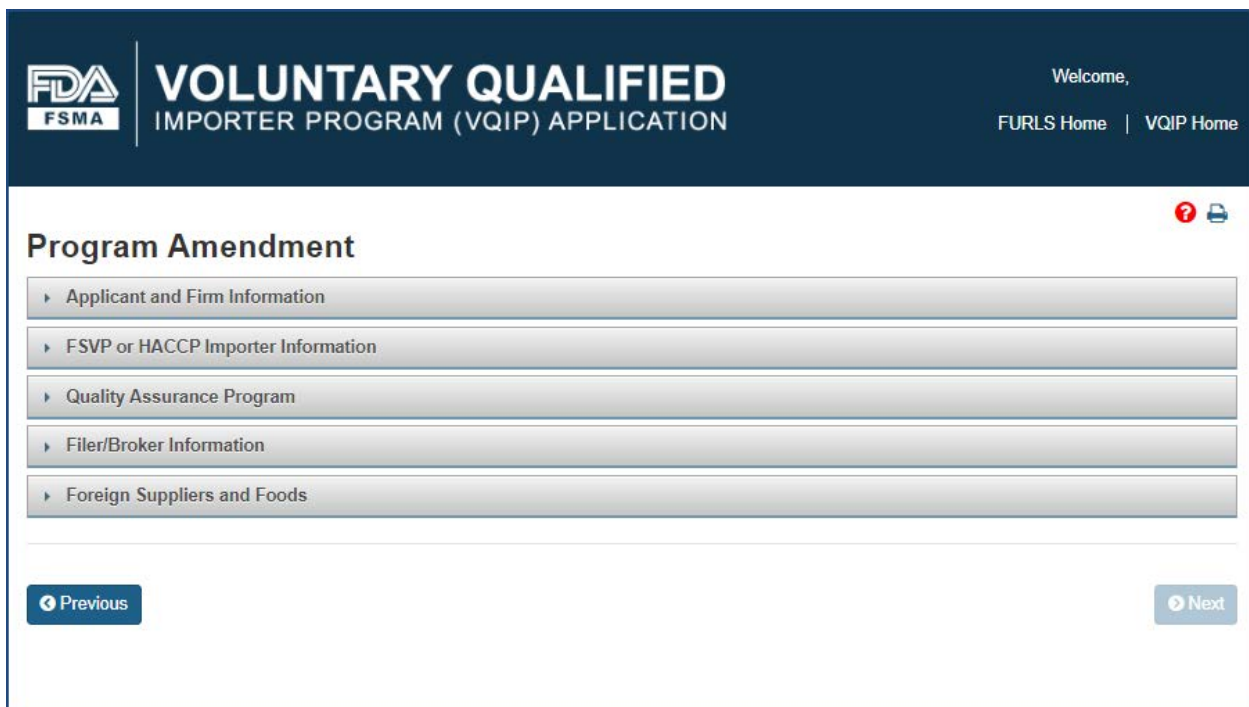 FDA
FSMA
VOLUNTARY QUALIFIED
IMPORTER PROGRAM (VQIP) APPLICATION
Welcome,
FURLS Home | VQIP Home
Program Amendment
Applicant and Firm Information
FSVP or HACCP Importer Information
Quality Assurance Program
Filer/Broker Information
Foreign Suppliers and Foods
Previous
Next